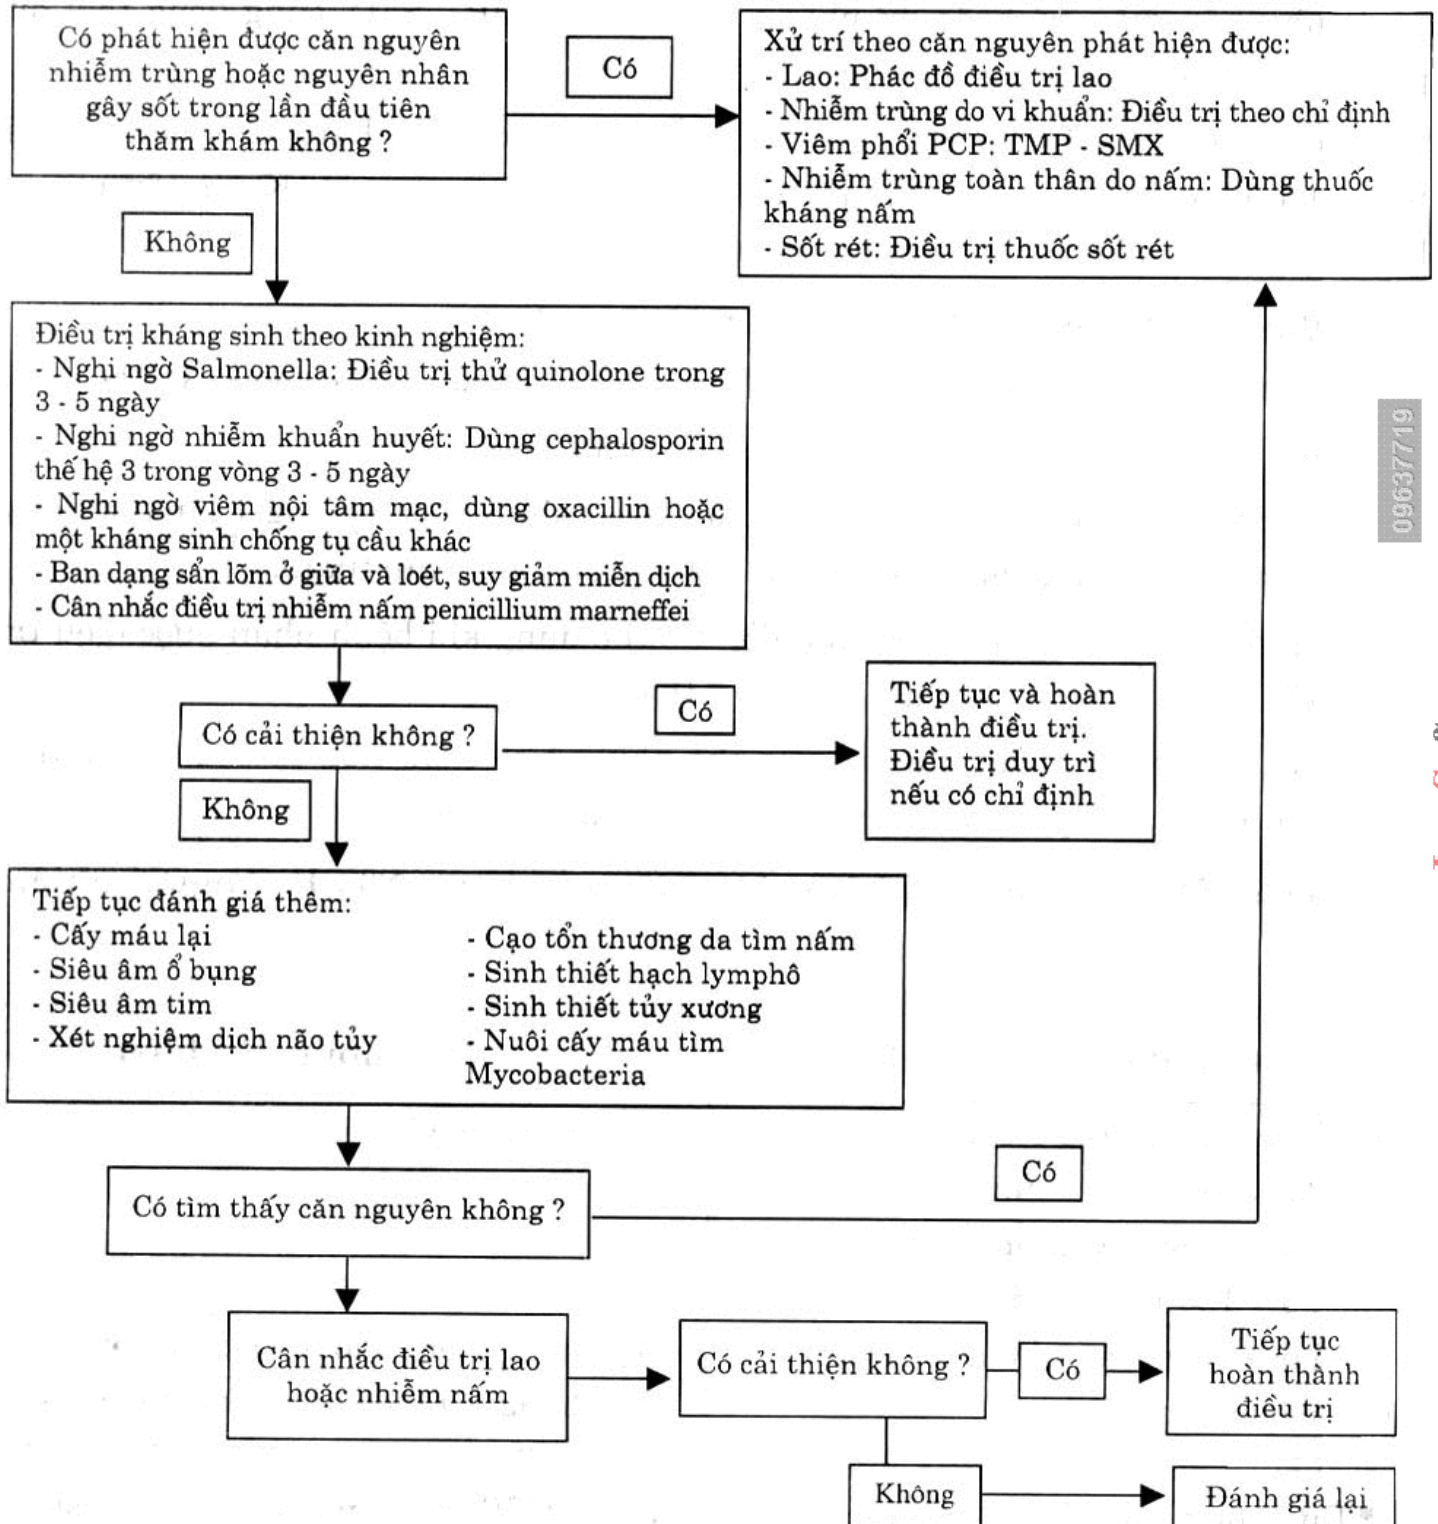 Có phát hiện được căn nguyên
nhiễm trùng hoặc nguyên nhân
gây sốt trong lần đầu tiên
thăm khám không ?
Có
Xử trí theo căn nguyên phát hiện được:
- Lao: Phác đồ điều trị lao
- Nhiễm trùng do vi khuẩn: Điều trị theo chỉ định
- Viêm phổi PCP: TMP - SMX
- Nhiễm trùng toàn thân do nấm: Dùng thuốc
kháng nấm
- Sốt rét: Điều trị thuốc sốt rét
Không
Điều trị kháng sinh theo kinh nghiệm:
- Nghi ngờ Salmonella: Điều trị thử quinolone trong
3 - 5 ngày
- Nghi ngờ nhiễm khuẩn huyết: Dùng cephalosporin
thế hệ 3 trong vòng 3 - 5 ngày
- Nghi ngờ viêm nội tâm mạc, dùng oxacillin hoặc
một kháng sinh chống tụ cầu khác
- Ban dạng sẩn lõm ở giữa và loét, suy giảm miễn dịch
- Cân nhắc điều trị nhiễm nấm penicillium marneffei
09637719
Có cải thiện không ?
Có
Tiếp tục và hoàn
thành điều trị.
Điều trị duy trì
nếu có chỉ định
Không
Tiếp tục đánh giá thêm:
- Cấy máu lại
- Siêu âm ổ bụng
- Siêu âm tim
- Xét nghiệm dịch não tủy
- Cạo tổn thương da tìm nấm
- Sinh thiết hạch lymphô
- Sinh thiết tủy xương
- Nuôi cấy máu tìm
Mycobacteria
Có tìm thấy căn nguyên không ?
Có
Cân nhắc điều trị lao
hoặc nhiễm nấm
Có cải thiện không ?
Có
Tiếp tục
hoàn thành
điều trị
Không
Đánh giá lại